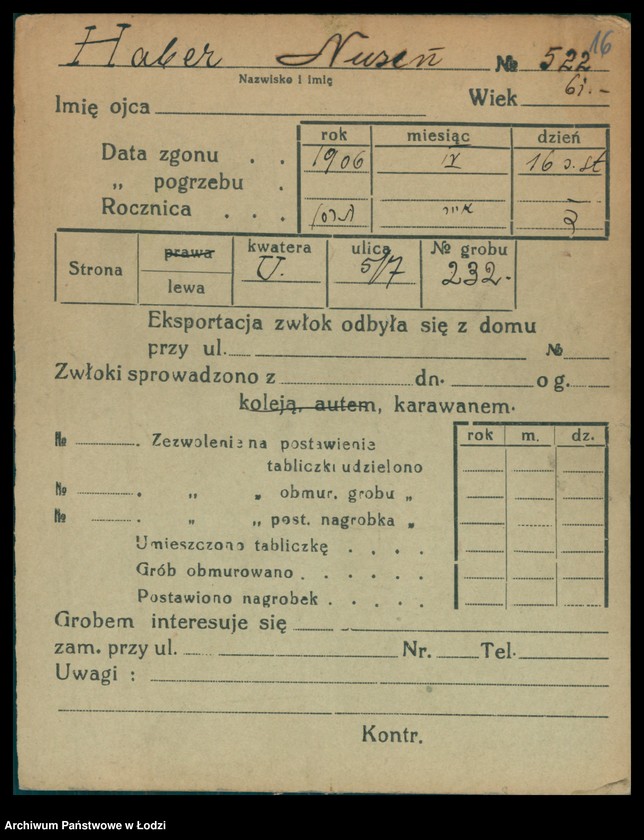 Haber Nuseń № 522 16
Nazwisko i imię
Imię ojca Wiek 61.-
rok miesiąc dzień
Data zgonu . . 1906 16 s. st
„ pogrzebu .
Rocznica . . . אייר
Strona prawa kwatera ulica № grobu
lewa U. 5/7 232.
Eksportacja zwłok odbyła się z domu
przy ul. №
Zwłoki sprowadzono z dn. o g.
koleją, autem, karawanem.
rok m. dz.
№ . Zezwolenie na postawienie
tabliczki udzielono
№ . „ „ obmur. grobu „
№ . „ „ post. nagrobka „
Umieszczono tabliczkę . . . .
Grób obmurowano . . . . .
Postawiono nagrobek . . . . .
Grobem interesuje się
zam. przy ul. Nr. Tel.
Uwagi :
Kontr.
Archiwum Państwowe w Łodzi